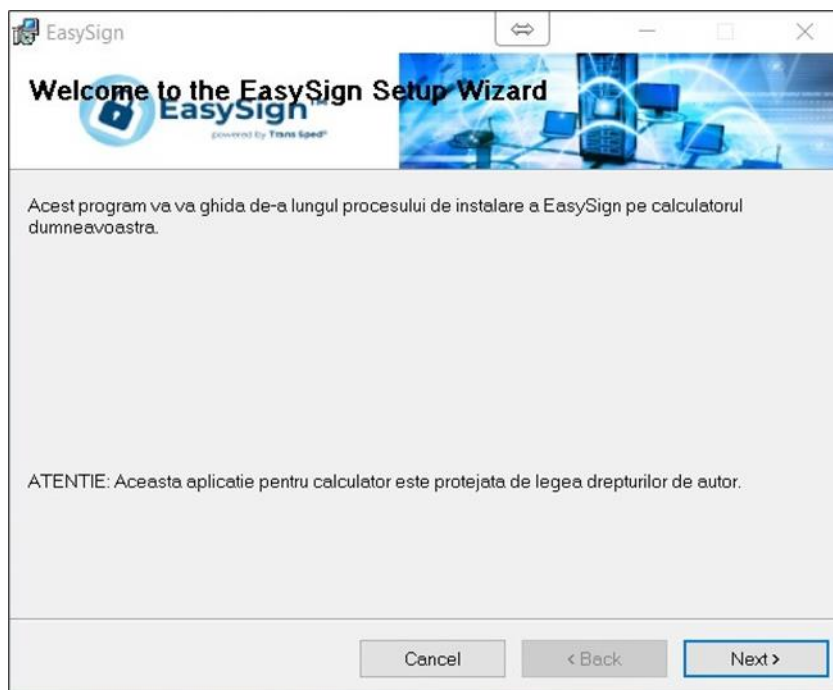 EasySign
Welcome to the EasySign Setup Wizard
EasySign™
powered by Trans Sped®
Acest program va va ghida de-a lungul procesului de instalare a EasySign pe calculatorul
dumneavoastra.
ATENTIE: Aceasta aplicatie pentru calculator este protejata de legea drepturilor de autor.
Cancel
< Back
Next >